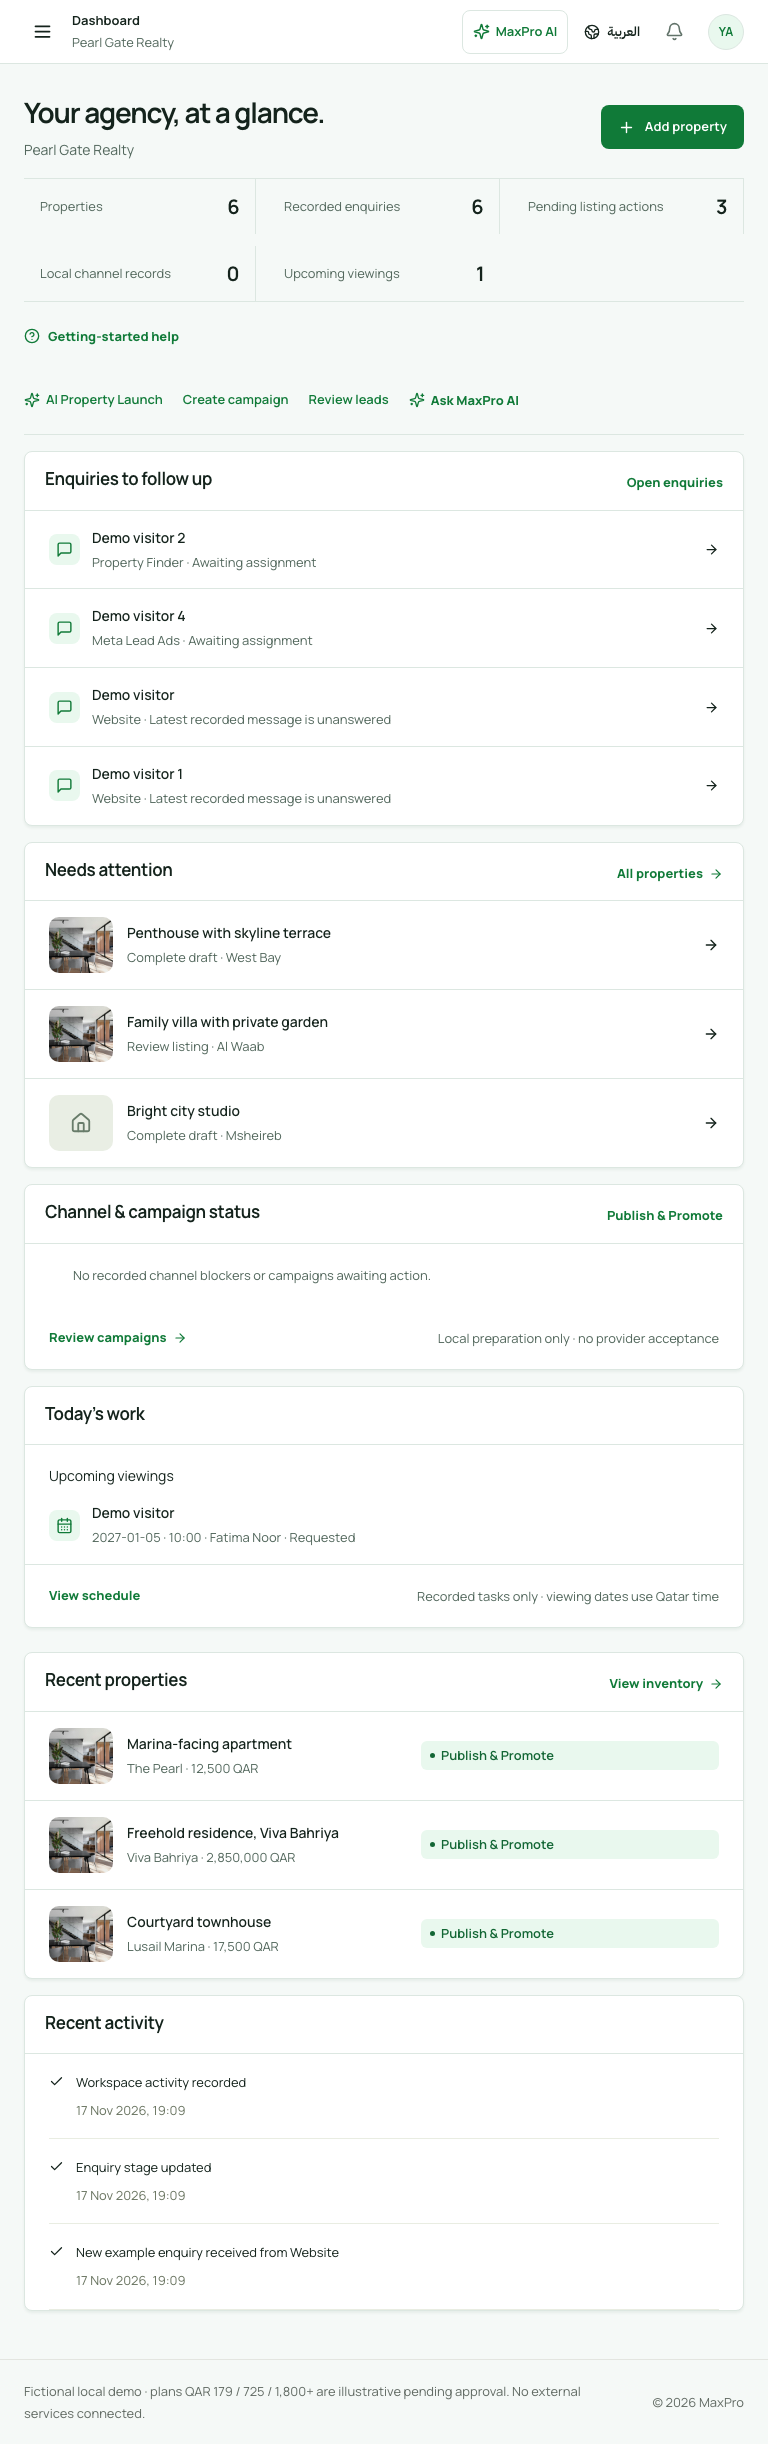 Dashboard
Pearl Gate Realty
MaxPro AI
العربية
YA
Your agency, at a glance.
Pearl Gate Realty
Add property
Properties 6
Recorded enquiries 6
Pending listing actions 3
Local channel records 0
Upcoming viewings 1
Getting-started help
AI Property Launch
Create campaign
Review leads
Ask MaxPro AI
Enquiries to follow up
Open enquiries
Demo visitor 2
Property Finder · Awaiting assignment
Demo visitor 4
Meta Lead Ads · Awaiting assignment
Demo visitor
Website · Latest recorded message is unanswered
Demo visitor 1
Website · Latest recorded message is unanswered
Needs attention
All properties
Penthouse with skyline terrace
Complete draft · West Bay
Family villa with private garden
Review listing · Al Waab
Bright city studio
Complete draft · Msheireb
Channel & campaign status
Publish & Promote
No recorded channel blockers or campaigns awaiting action.
Review campaigns
Local preparation only · no provider acceptance
Today's work
Upcoming viewings
Demo visitor
2027-01-05 · 10:00 · Fatima Noor · Requested
View schedule
Recorded tasks only · viewing dates use Qatar time
Recent properties
View inventory
Marina-facing apartment
The Pearl · 12,500 QAR
Publish & Promote
Freehold residence, Viva Bahriya
Viva Bahriya · 2,850,000 QAR
Publish & Promote
Courtyard townhouse
Lusail Marina · 17,500 QAR
Publish & Promote
Recent activity
Workspace activity recorded
17 Nov 2026, 19:09
Enquiry stage updated
17 Nov 2026, 19:09
New example enquiry received from Website
17 Nov 2026, 19:09
Fictional local demo · plans QAR 179 / 725 / 1,800+ are illustrative pending approval. No external
services connected.
© 2026 MaxPro